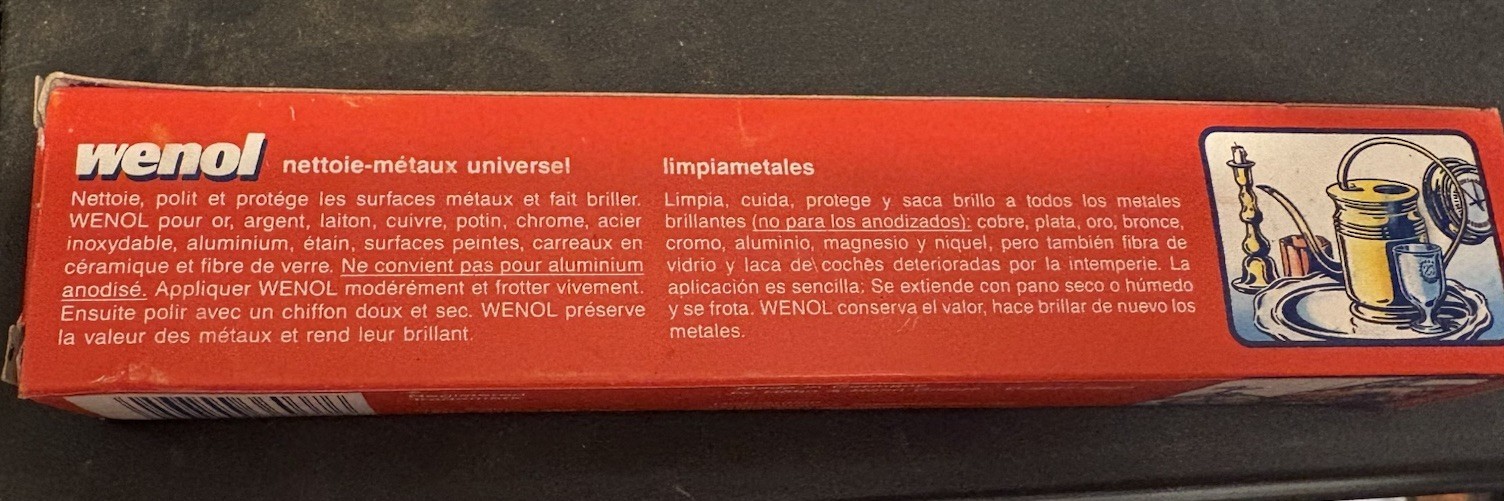 wenol nettoie-métaux universel
Nettoie, polit et protége les surfaces métaux et fait briller.
WENOL pour or, argent, laiton, cuivre, potin, chrome, acier
inoxydable, aluminium, étain, surfaces peintes, carreaux en
céramique et fibre de verre. Ne convient pas pour aluminium
anodisé. Appliquer WENOL modérément et frotter vivement.
Ensuite polir avec un chiffon doux et sec. WENOL préserve
la valeur des métaux et rend leur brillant.
limpiametales
Limpia, cuida, protege y saca brillo a todos los metales
brillantes (no para los anodizados): cobre, plata, oro, bronce,
cromo, aluminio, magnesio y niquel, pero también fibra de
vidrio y laca de coches deterioradas por la intemperie. La
aplicación es sencilla: Se extiende con pano seco o húmedo
y se frota. WENOL conserva el valor, hace brillar de nuevo los
metales.